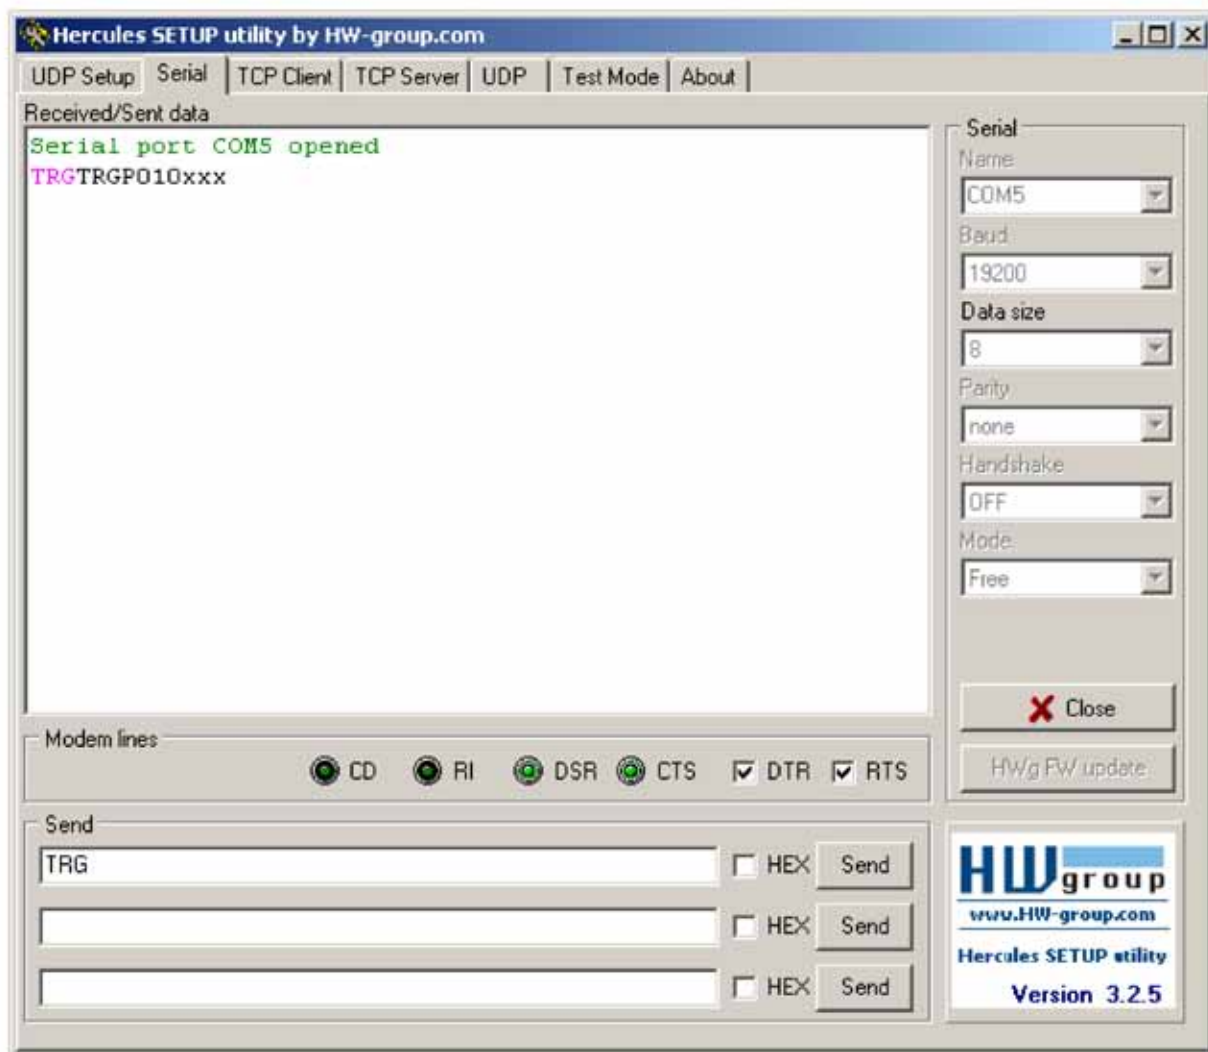 Hercules SETUP utility by HW-group.com
UDP Setup Serial TCP Client TCP Server UDP Test Mode About
Received/Sent data
Serial port COM5 opened
TRGTRGP010xxx
Serial
Name
COM5
Baud
19200
Data size
8
Parity
none
Handshake
OFF
Mode
Free
Close
HWg FW update
Modem lines
CD RI DSR CTS DTR RTS
Send
TRG HEX Send
HEX Send
HEX Send
HW group
www.HW-group.com
Hercules SETUP utility
Version 3.2.5